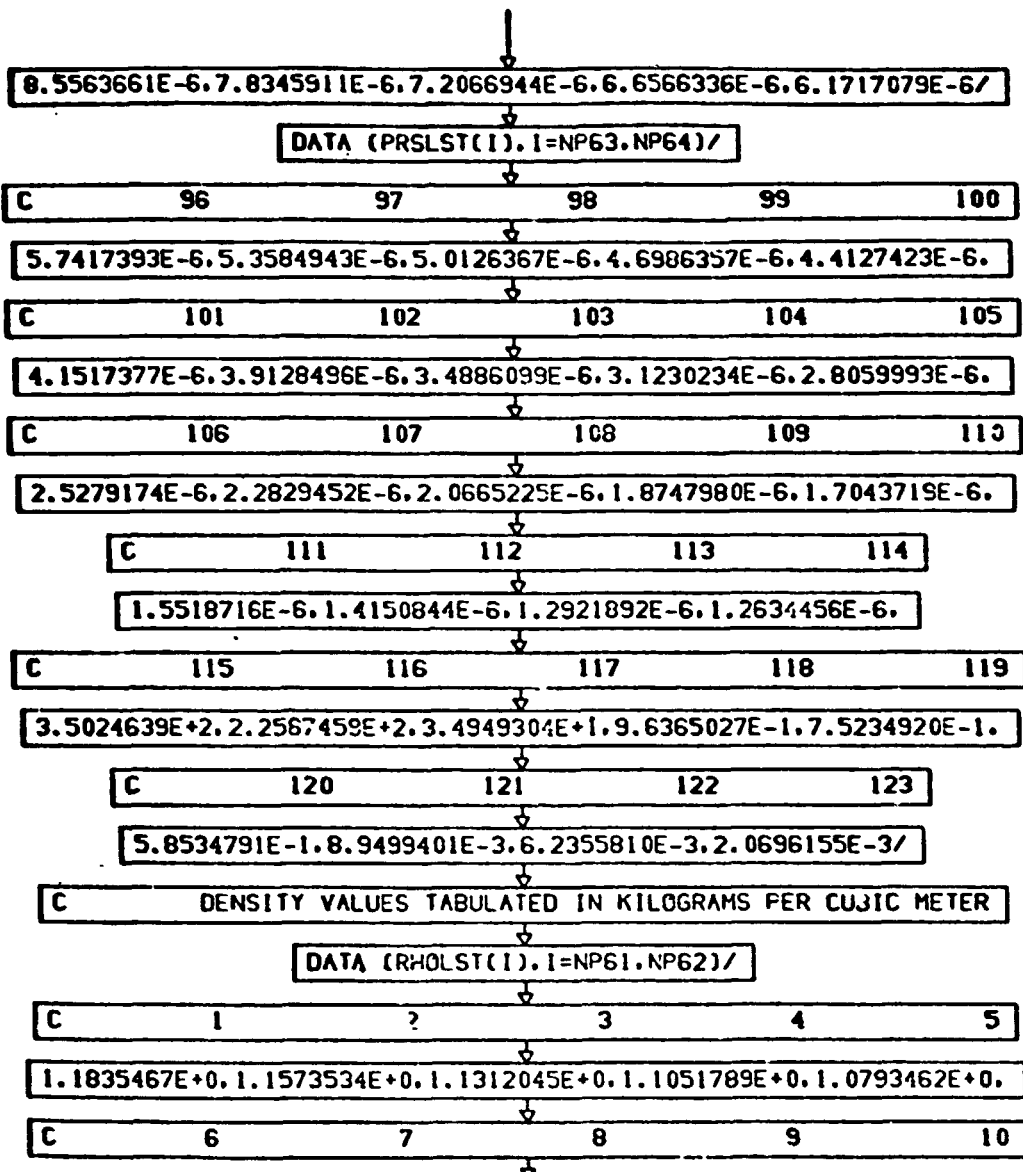 8.5563661E-6.7.8345911E-6.7.2066944E-6.6.6566336E-6.6.1717079E-6/
DATA (PRSLST(I).I=NP63.NP64)/
C 96 97 98 99 100
5.7417393E-6.5.3584943E-6.5.0126367E-6.4.6986357E-6.4.4127423E-6.
C 101 102 103 104 105
4.1517377E-6.3.9128496E-6.3.4886099E-6.3.1230234E-6.2.8059993E-6.
C 106 107 108 109 110
2.5279174E-6.2.2829452E-6.2.0665225E-6.1.8747980E-6.1.7043719E-6.
C 111 112 113 114
1.5518716E-6.1.4150844E-6.1.2921892E-6.1.2634456E-6.
C 115 116 117 118 119
3.5024639E+2.2.2567459E+2.3.4949304E+1.9.6365027E-1.7.5234920E-1.
C 120 121 122 123
5.8534791E-1.8.9499401E-3.6.2355810E-3.2.0696155E-3/
C DENSITY VALUES TABULATED IN KILOGRAMS PER CUBIC METER
DATA (RHOLST(I).I=NP61.NP62)/
C 1 2 3 4 5
1.1835467E+0.1.1573534E+0.1.1312045E+0.1.1051789E+0.1.0793462E+0.
C 6 7 8 9 10